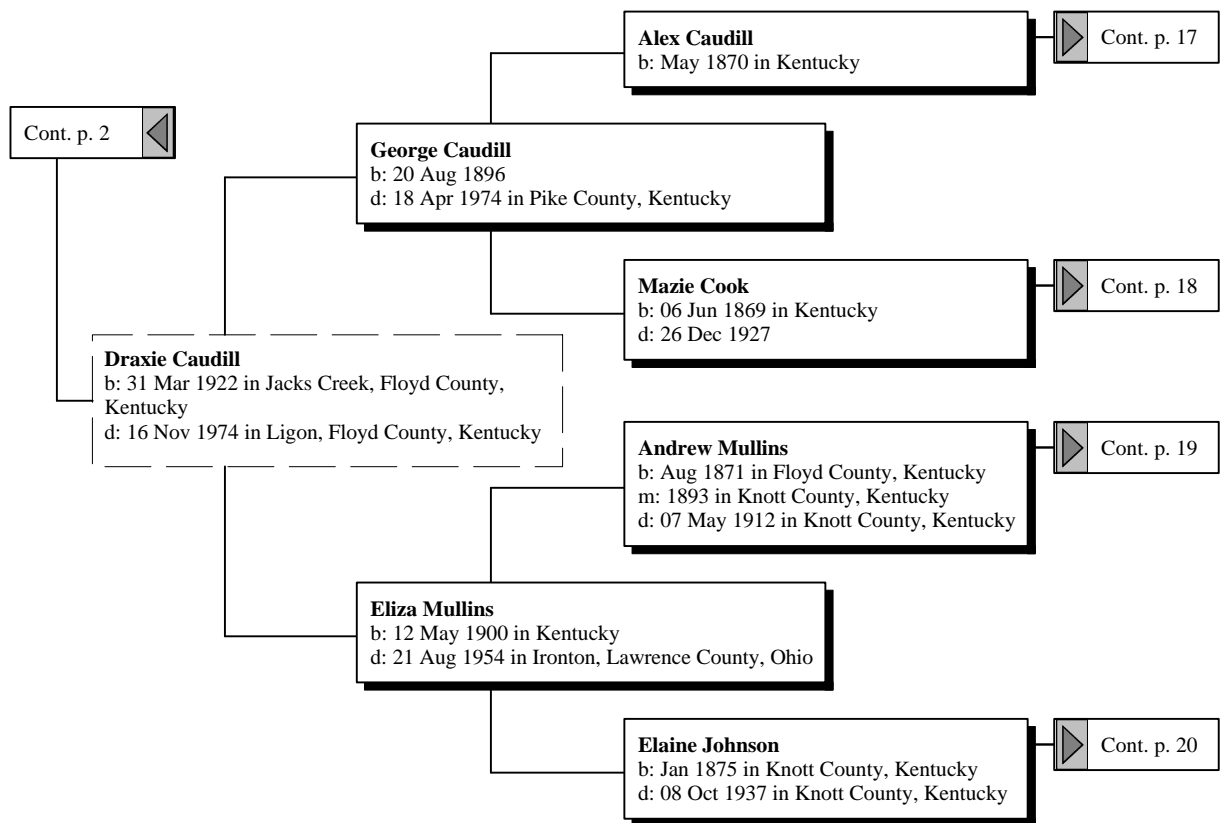 Alex Caudill
b: May 1870 in Kentucky
Cont. p. 17
Cont. p. 2
George Caudill
b: 20 Aug 1896
d: 18 Apr 1974 in Pike County, Kentucky
Mazie Cook
b: 06 Jun 1869 in Kentucky
d: 26 Dec 1927
Cont. p. 18
Draxie Caudill
b: 31 Mar 1922 in Jacks Creek, Floyd County,
Kentucky
d: 16 Nov 1974 in Ligon, Floyd County, Kentucky
Andrew Mullins
b: Aug 1871 in Floyd County, Kentucky
m: 1893 in Knott County, Kentucky
d: 07 May 1912 in Knott County, Kentucky
Cont. p. 19
Eliza Mullins
b: 12 May 1900 in Kentucky
d: 21 Aug 1954 in Ironton, Lawrence County, Ohio
Elaine Johnson
b: Jan 1875 in Knott County, Kentucky
d: 08 Oct 1937 in Knott County, Kentucky
Cont. p. 20